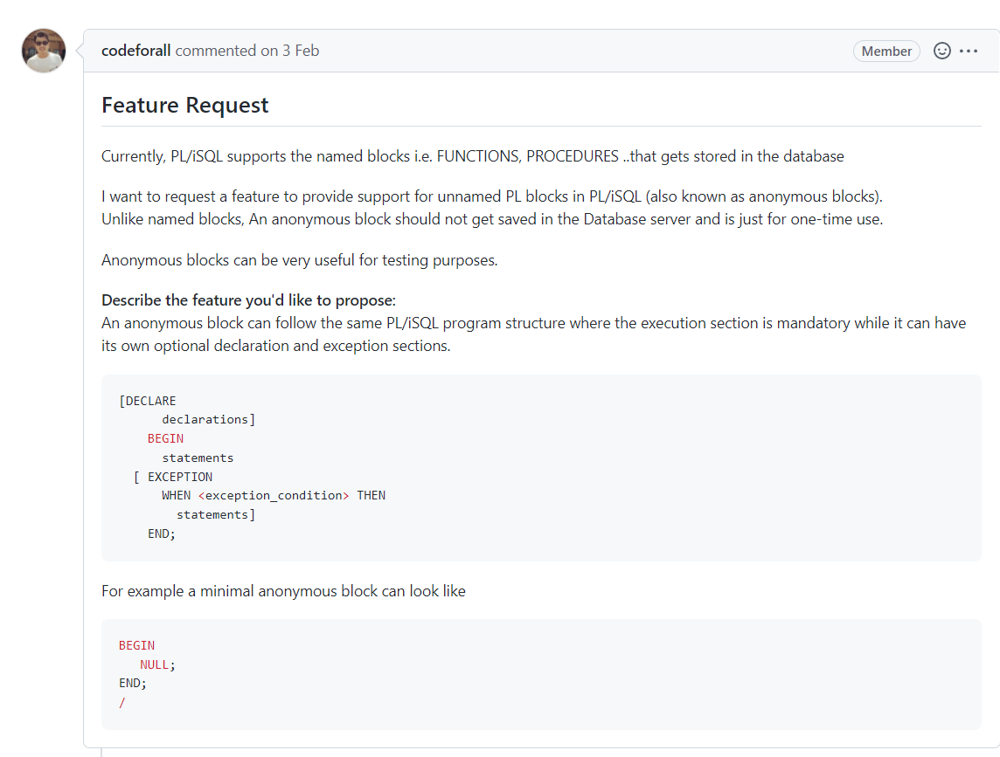 codeforall commented on 3 Feb
Member
Feature Request
Currently, PL/iSQL supports the named blocks i.e. FUNCTIONS, PROCEDURES ..that gets stored in the database
I want to request a feature to provide support for unnamed PL blocks in PL/iSQL (also known as anonymous blocks).
Unlike named blocks, An anonymous block should not get saved in the Database server and is just for one-time use.
Anonymous blocks can be very useful for testing purposes.
Describe the feature you'd like to propose:
An anonymous block can follow the same PL/iSQL program structure where the execution section is mandatory while it can have
its own optional declaration and exception sections.
[DECLARE
      declarations]
    BEGIN
      statements
  [ EXCEPTION
      WHEN <exception_condition> THEN
        statements]
    END;
For example a minimal anonymous block can look like
BEGIN
   NULL;
END;
/